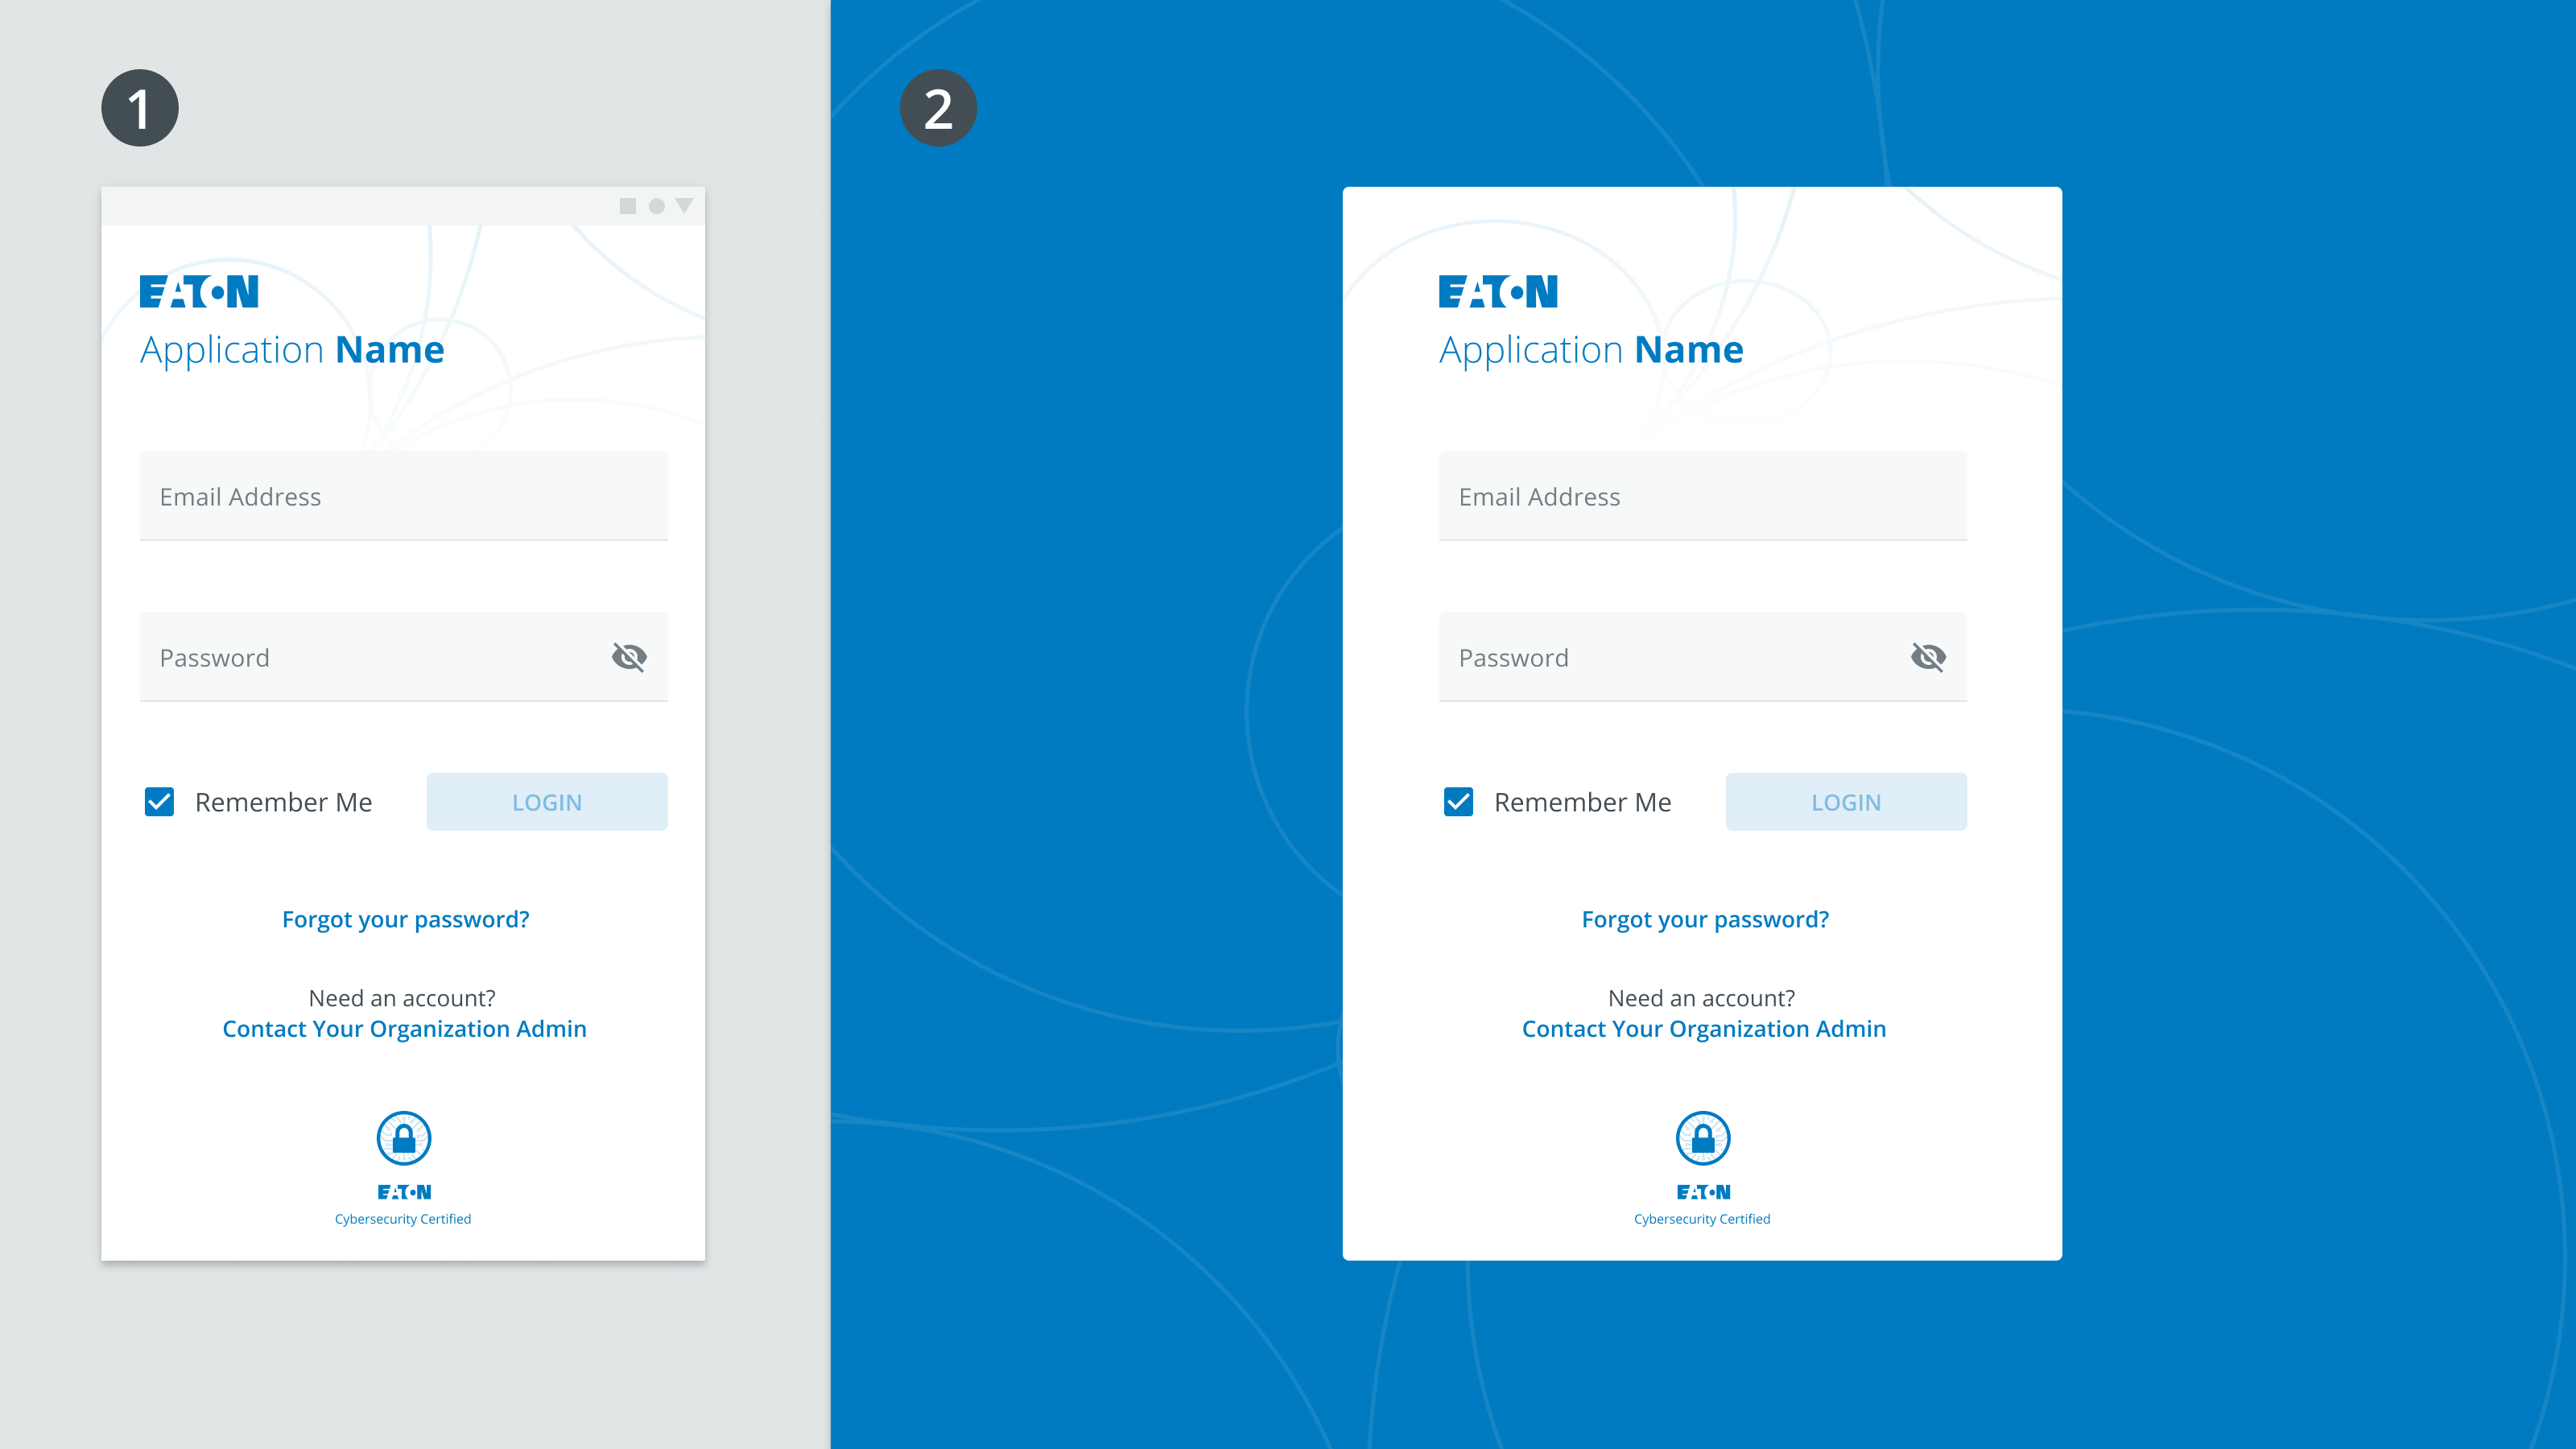 1
EATON
Application Name
Email Address
Password
Remember Me
LOGIN
Forgot your password?
Need an account?
Contact Your Organization Admin
EATON
Cybersecurity Certified
2
EATON
Application Name
Email Address
Password
Remember Me
LOGIN
Forgot your password?
Need an account?
Contact Your Organization Admin
EATON
Cybersecurity Certified